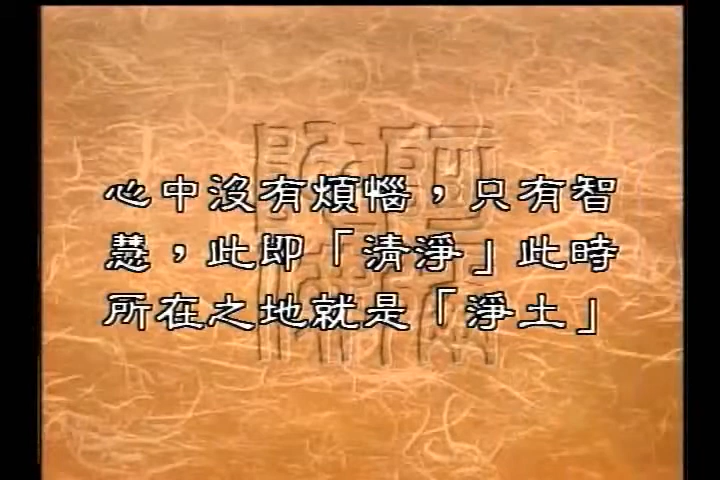 心中沒有煩惱，只有智
慧，此即「清淨」此時
所在之地就是「淨土」